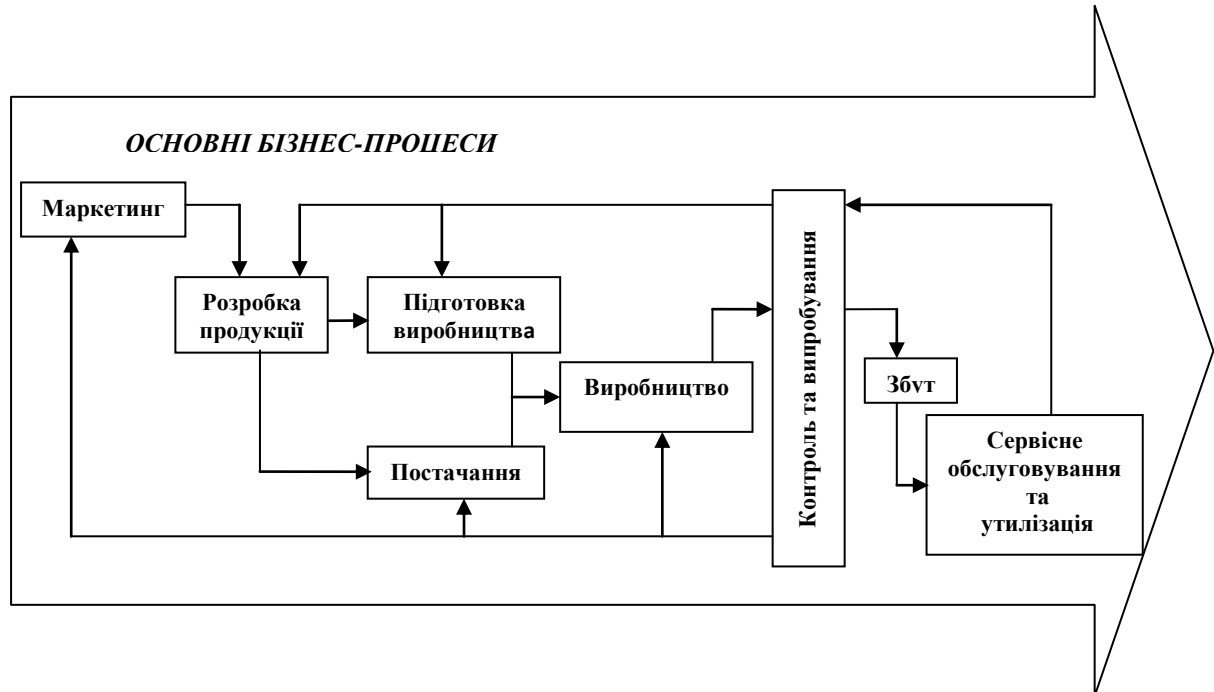 ОСНОВНІ БІЗНЕС-ПРОЦЕСИ
Маркетинг
Розробка
продукції
Підготовка
виробництва
Виробництво
Постачання
Контроль та випробування
Збут
Сервісне
обслуговування
та
утилізація